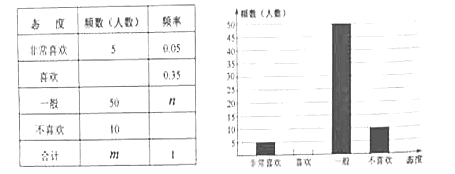 态 度 频数（人数） 频率
非常喜欢 5 0.05
喜欢 0.35
一般 50 n
不喜欢 10
合计 m 1
频数（人数）
50
45
40
35
30
25
20
15
10
5
非常喜欢 喜欢 一般 不喜欢 态度